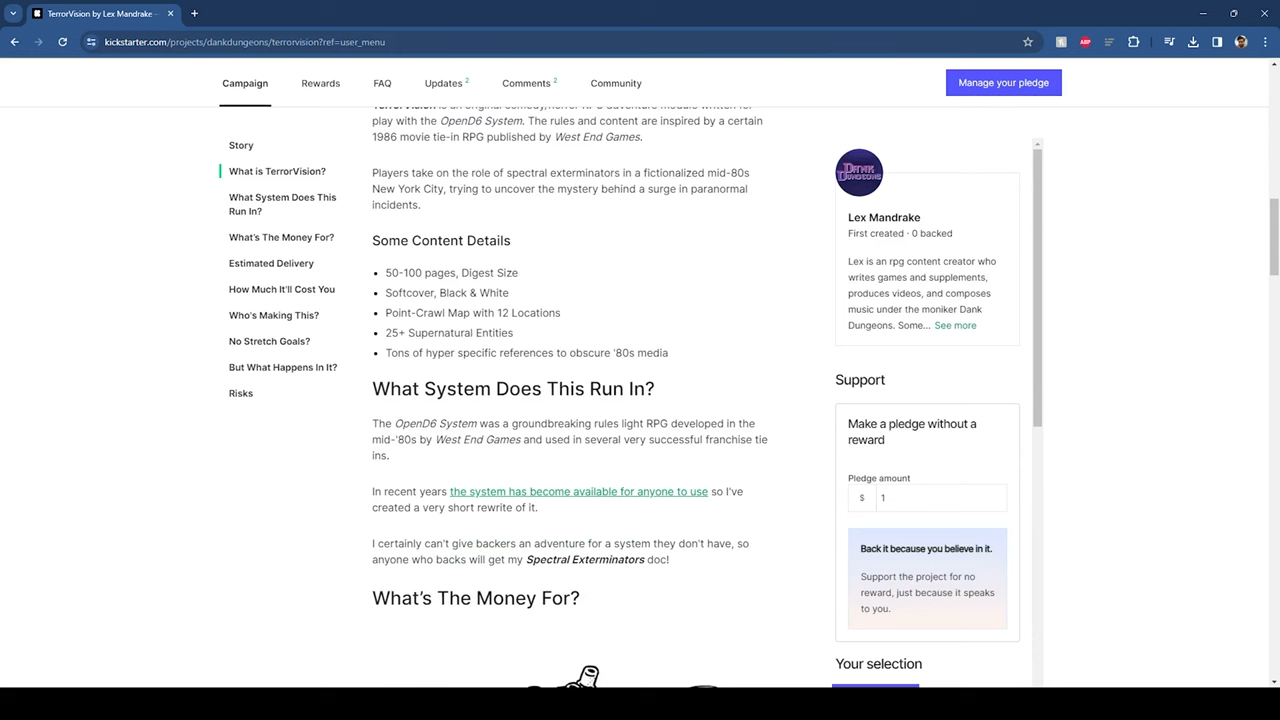 TerrorVision by Lex Mandrake -
kickstarter.com/projects/dankdungeons/terrorvision?ref=user_menu
Campaign
Rewards
FAQ
Updates 2
Comments 2
Community
Manage your pledge
Story
What is TerrorVision?
What System Does This
Run In?
What's The Money For?
Estimated Delivery
How Much It'll Cost You
Who's Making This?
No Stretch Goals?
But What Happens In It?
Risks
TerrorVision is an original comedy/horror RPG adventure module written for
play with the OpenD6 System. The rules and content are inspired by a certain
1986 movie tie-in RPG published by West End Games.
Players take on the role of spectral exterminators in a fictionalized mid-80s
New York City, trying to uncover the mystery behind a surge in paranormal
incidents.
Some Content Details
• 50-100 pages, Digest Size
• Softcover, Black & White
• Point-Crawl Map with 12 Locations
• 25+ Supernatural Entities
• Tons of hyper specific references to obscure '80s media
What System Does This Run In?
The OpenD6 System was a groundbreaking rules light RPG developed in the
mid-'80s by West End Games and used in several very successful franchise tie
ins.
In recent years the system has become available for anyone to use so I've
created a very short rewrite of it.
I certainly can't give backers an adventure for a system they don't have, so
anyone who backs will get my Spectral Exterminators doc!
What's The Money For?
DANK
DUNGEONS
Lex Mandrake
First created · 0 backed
Lex is an rpg content creator who
writes games and supplements,
produces videos, and composes
music under the moniker Dank
Dungeons. Some... See more
Support
Make a pledge without a
reward
Pledge amount
$ 1
Back it because you believe in it.
Support the project for no
reward, just because it speaks
to you.
Your selection